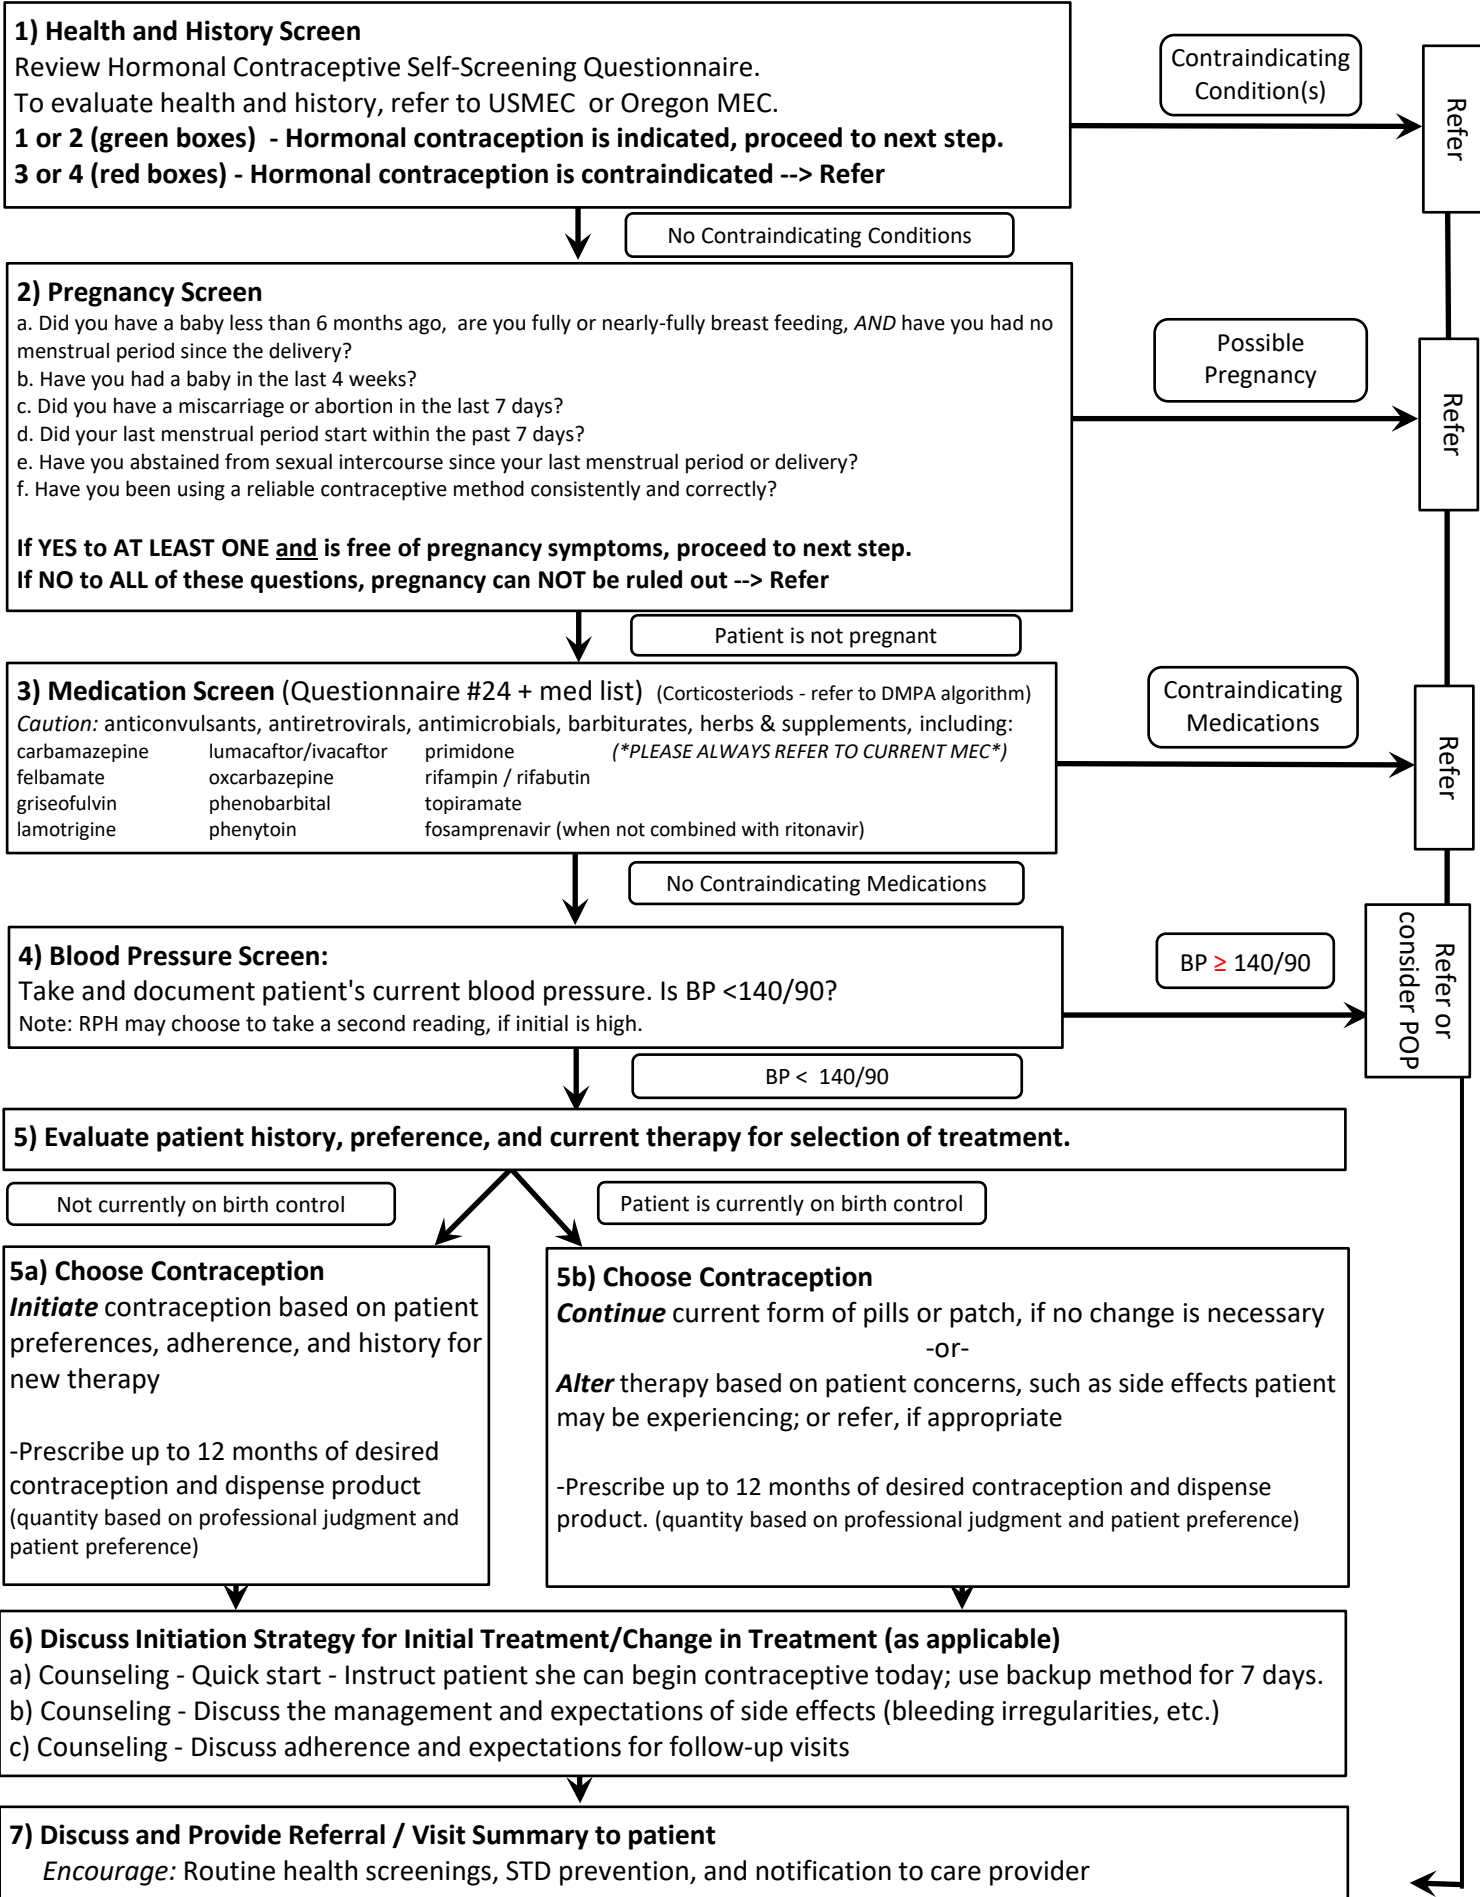 1) Health and History Screen
Review Hormonal Contraceptive Self-Screening Questionnaire.
To evaluate health and history, refer to USMEC or Oregon MEC.
1 or 2 (green boxes) - Hormonal contraception is indicated, proceed to next step.
3 or 4 (red boxes) - Hormonal contraception is contraindicated --> Refer
Contraindicating
Condition(s)
Refer
No Contraindicating Conditions
2) Pregnancy Screen
a. Did you have a baby less than 6 months ago, are you fully or nearly-fully breast feeding, AND have you had no
menstrual period since the delivery?
b. Have you had a baby in the last 4 weeks?
c. Did you have a miscarriage or abortion in the last 7 days?
d. Did your last menstrual period start within the past 7 days?
e. Have you abstained from sexual intercourse since your last menstrual period or delivery?
f. Have you been using a reliable contraceptive method consistently and correctly?
If YES to AT LEAST ONE and is free of pregnancy symptoms, proceed to next step.
If NO to ALL of these questions, pregnancy can NOT be ruled out --> Refer
Possible
Pregnancy
Refer
Patient is not pregnant
3) Medication Screen (Questionnaire #24 + med list) (Corticosteriods - refer to DMPA algorithm)
Caution: anticonvulsants, antiretrovirals, antimicrobials, barbiturates, herbs & supplements, including:
carbamazepine lumacaftor/ivacaftor primidone (*PLEASE ALWAYS REFER TO CURRENT MEC*)
felbamate oxcarbazepine rifampin / rifabutin
griseofulvin phenobarbital topiramate
lamotrigine phenytoin fosamprenavir (when not combined with ritonavir)
Contraindicating
Medications
Refer
No Contraindicating Medications
4) Blood Pressure Screen:
Take and document patient's current blood pressure. Is BP <140/90?
Note: RPH may choose to take a second reading, if initial is high.
BP ≥ 140/90
Refer or
consider POP
BP < 140/90
5) Evaluate patient history, preference, and current therapy for selection of treatment.
Not currently on birth control
Patient is currently on birth control
5a) Choose Contraception
Initiate contraception based on patient
preferences, adherence, and history for
new therapy
-Prescribe up to 12 months of desired
contraception and dispense product
(quantity based on professional judgment and
patient preference)
5b) Choose Contraception
Continue current form of pills or patch, if no change is necessary
-or-
Alter therapy based on patient concerns, such as side effects patient
may be experiencing; or refer, if appropriate
-Prescribe up to 12 months of desired contraception and dispense
product. (quantity based on professional judgment and patient preference)
6) Discuss Initiation Strategy for Initial Treatment/Change in Treatment (as applicable)
a) Counseling - Quick start - Instruct patient she can begin contraceptive today; use backup method for 7 days.
b) Counseling - Discuss the management and expectations of side effects (bleeding irregularities, etc.)
c) Counseling - Discuss adherence and expectations for follow-up visits
7) Discuss and Provide Referral / Visit Summary to patient
Encourage: Routine health screenings, STD prevention, and notification to care provider